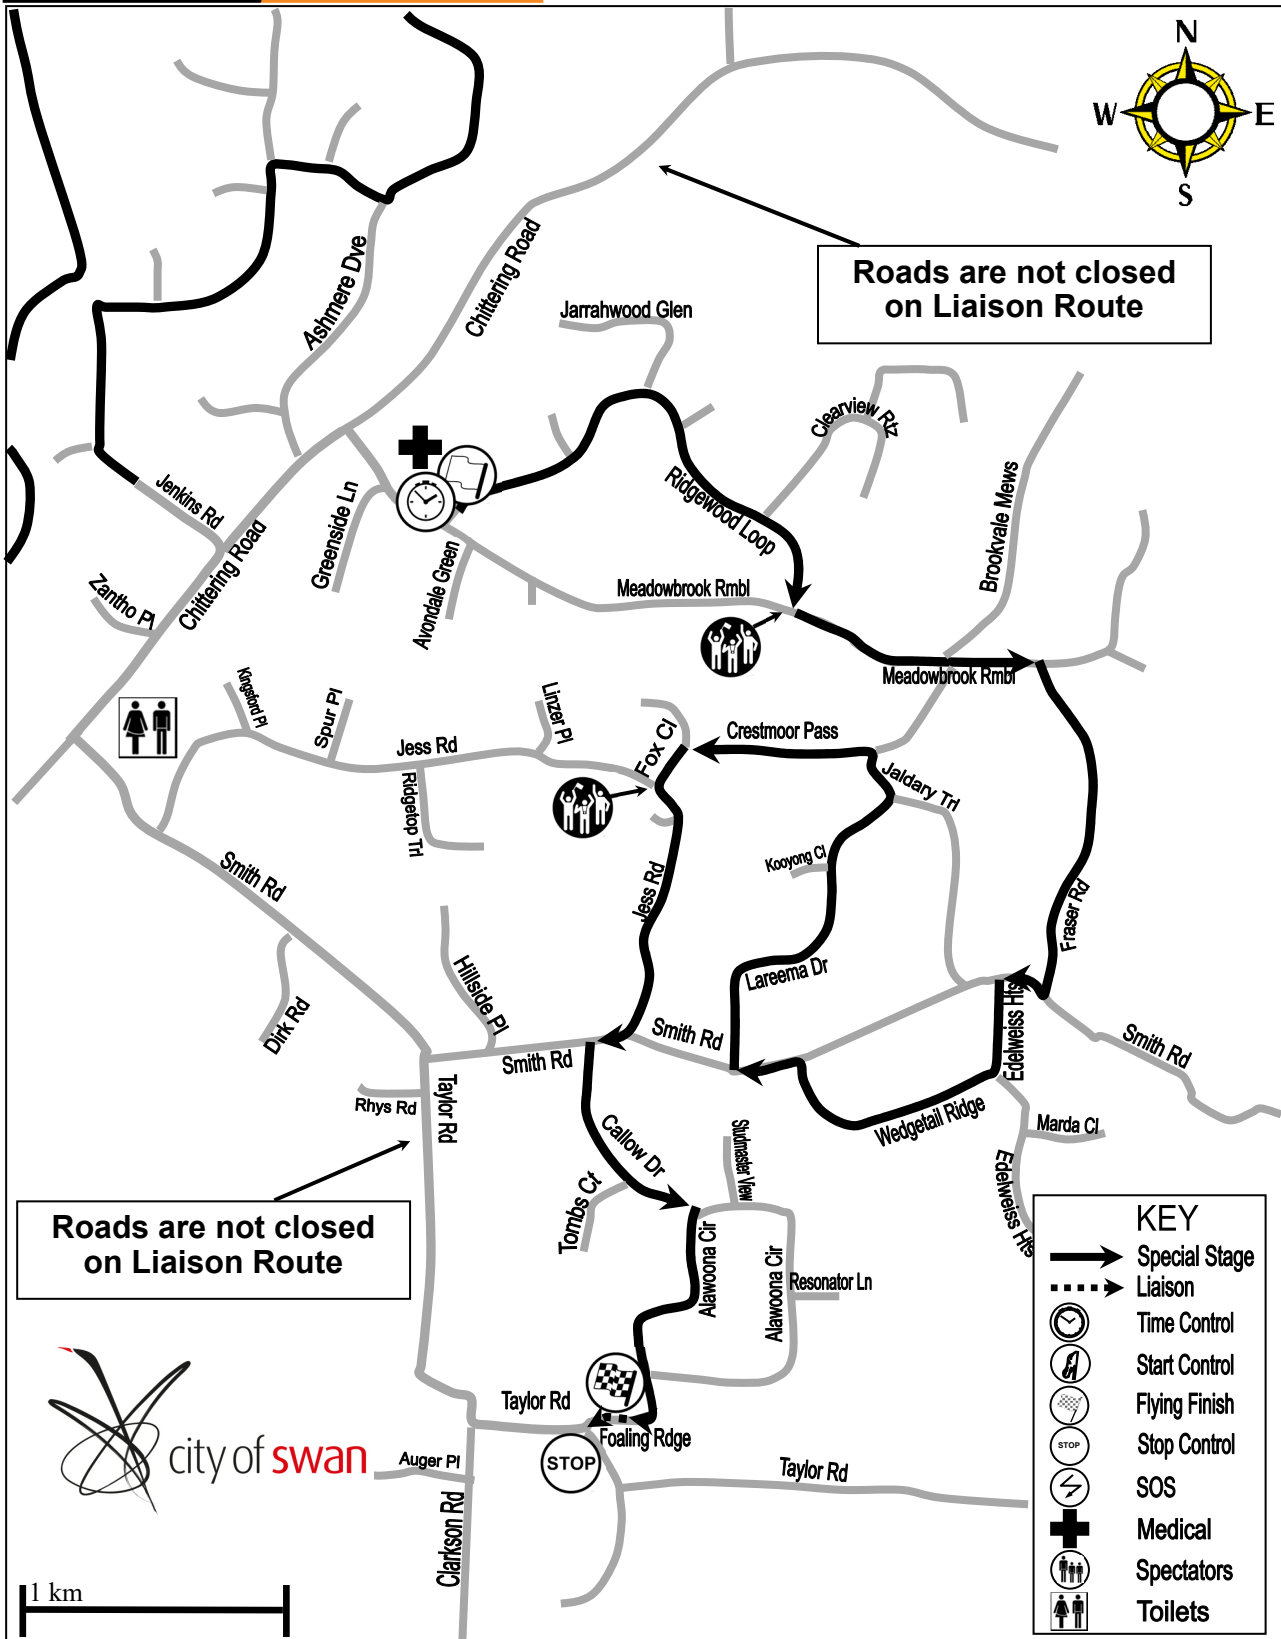 N
W
E
S
Roads are not closed
on Liaison Route
Ashmere Dve
Chittering Road
Jarrahwood Glen
Clearview Rtz
Jenkins Rd
Greenside Ln
Ridgewood Loop
Brookvale Mews
Chittering Road
Zantho Pl
Avondale Green
Meadowbrook Rmbl
Meadowbrook Rmbl
Kingsford Pl
Spur Pl
Jess Rd
Linzer Pl
Fox Cl
Crestmoor Pass
Jaldary Trl
Ridgetop Trl
Kooyong Cl
Smith Rd
Jess Rd
Fraser Rd
Lareema Dr
Hillside Pl
Dirk Rd
Edelweiss Hts
Smith Rd
Smith Rd
Smith Rd
Rhys Rd
Taylor Rd
Wedgetail Ridge
Marda Cl
Callow Dr
Studmaster View
Tombs Ct
Edelweiss Hts
Roads are not closed
on Liaison Route
Alawoona Cir
Alawoona Cir
Resonator Ln
Taylor Rd
Foaling Rdge
STOP
Auger Pl
Taylor Rd
Clarkson Rd
city of swan
1 km
KEY
Special Stage
Liaison
Time Control
Start Control
Flying Finish
STOP
Stop Control
SOS
Medical
Spectators
Toilets